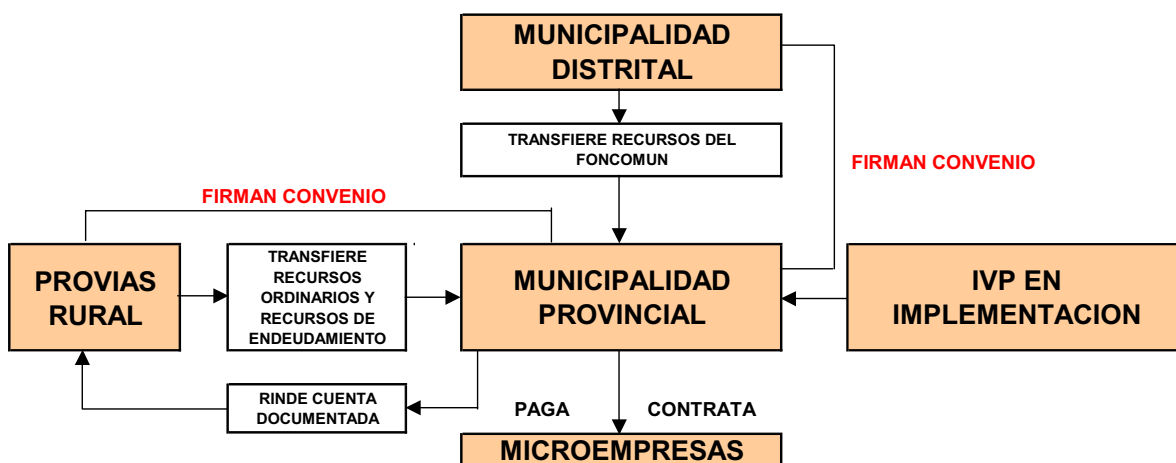 MUNICIPALIDAD
DISTRITAL
TRANSFIERE RECURSOS DEL
FONCOMUN
FIRMAN CONVENIO
FIRMAN CONVENIO
PROVIAS
RURAL
TRANSFIERE
RECURSOS
ORDINARIOS Y
RECURSOS DE
ENDEUDAMIENTO
MUNICIPALIDAD
PROVINCIAL
IVP EN
IMPLEMENTACION
RINDE CUENTA
DOCUMENTADA
PAGA
CONTRATA
MICROEMPRESAS